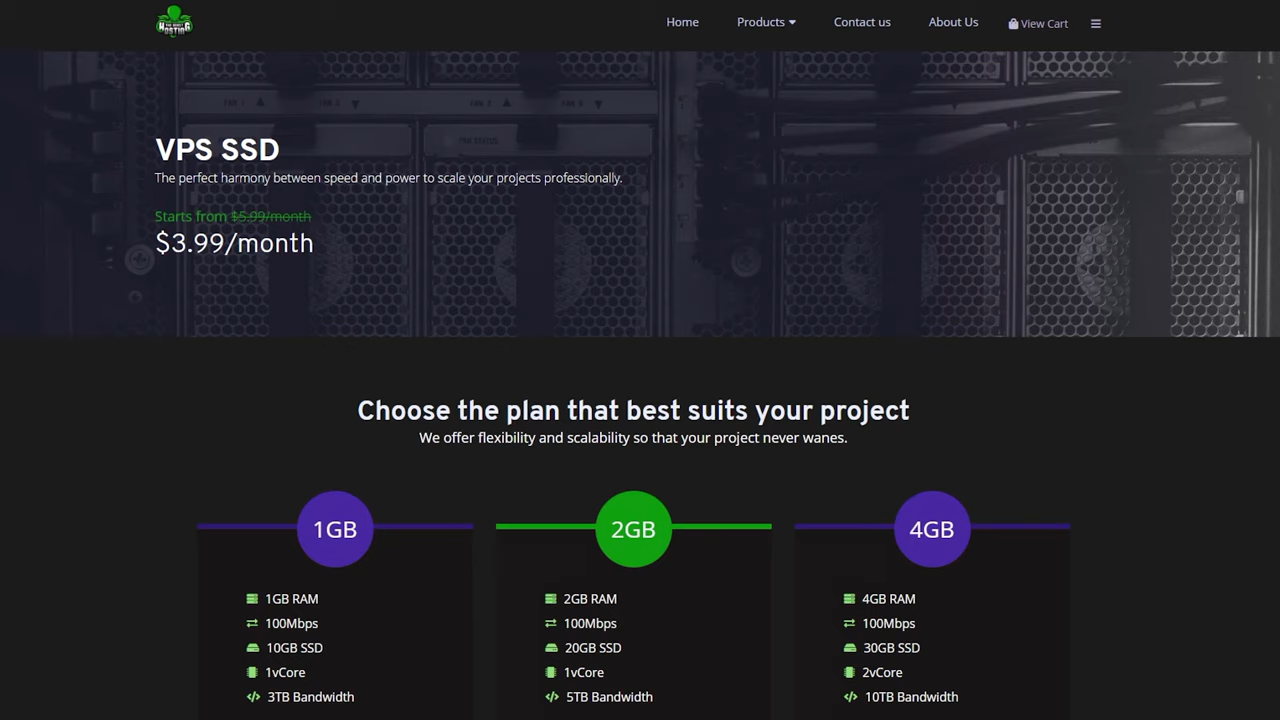 Home
Products
Contact us
About Us
View Cart
HOSTING
FAN 1
VPS SSD
The perfect harmony between speed and power to scale your projects professionally.
Starts from $5.99/month
$3.99/month
Choose the plan that best suits your project
We offer flexibility and scalability so that your project never wanes.
1GB
2GB
4GB
1GB RAM
100Mbps
10GB SSD
1vCore
3TB Bandwidth
2GB RAM
100Mbps
20GB SSD
1vCore
5TB Bandwidth
4GB RAM
100Mbps
30GB SSD
2vCore
10TB Bandwidth